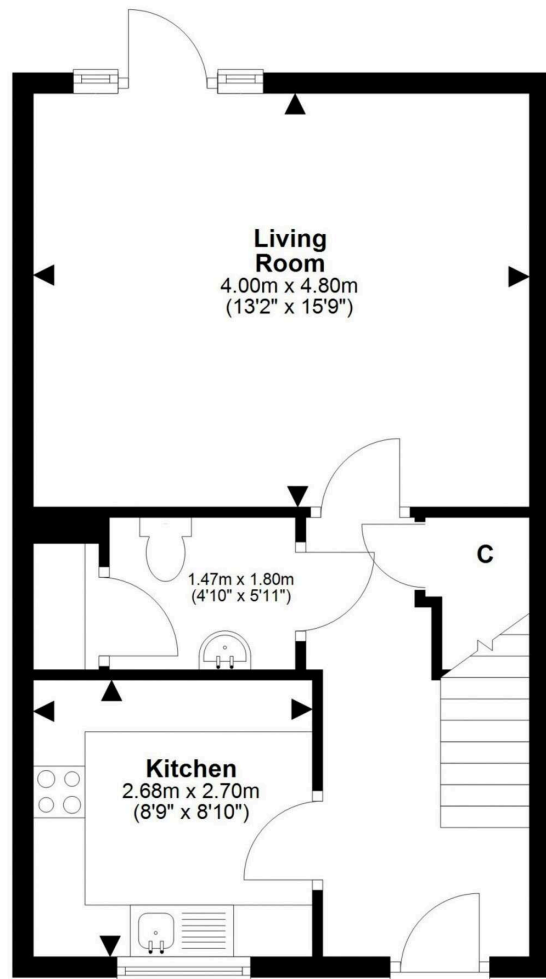 Living
Room
4.00m x 4.80m
(13'2" x 15'9")
1.47m x 1.80m
(4'10" x 5'11")
C
Kitchen
2.68m x 2.70m
(8'9" x 8'10")